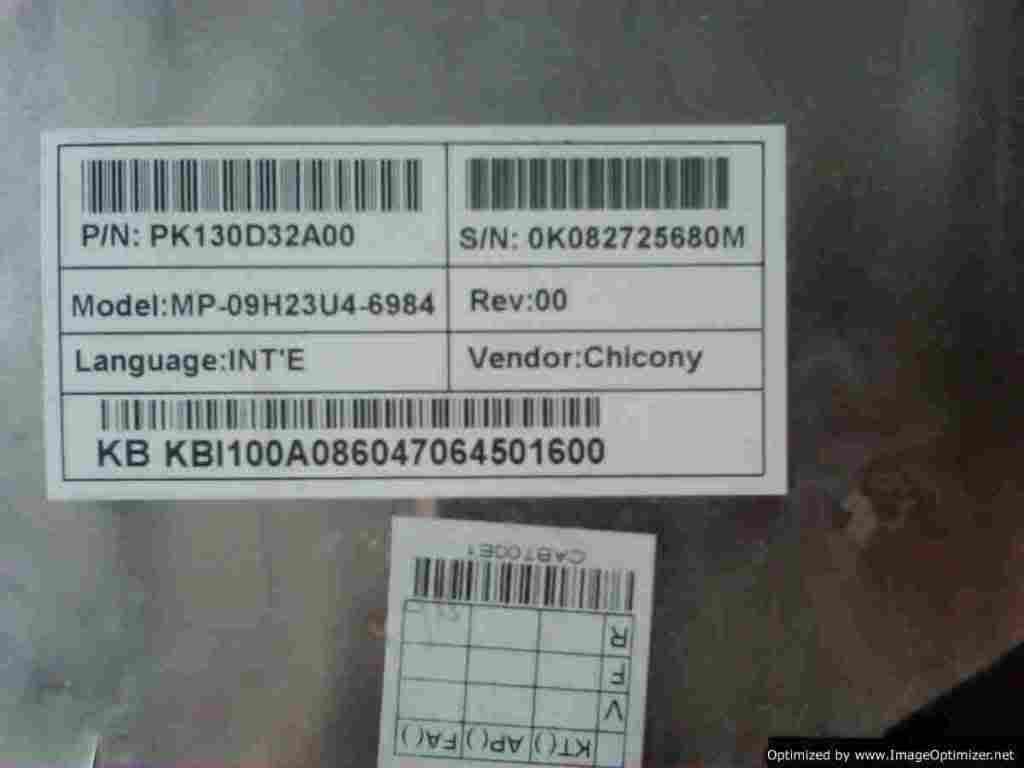 P/N: PK130D32A00
S/N: 0K082725680M
Model:MP-09H23U4-6984
Rev:00
Language:INT'E
Vendor:Chicony
KB KBI100A086047064501600
KT() AP() FA()
V
T
R
CAB700E1
Optimized by www.ImageOptimizer.net